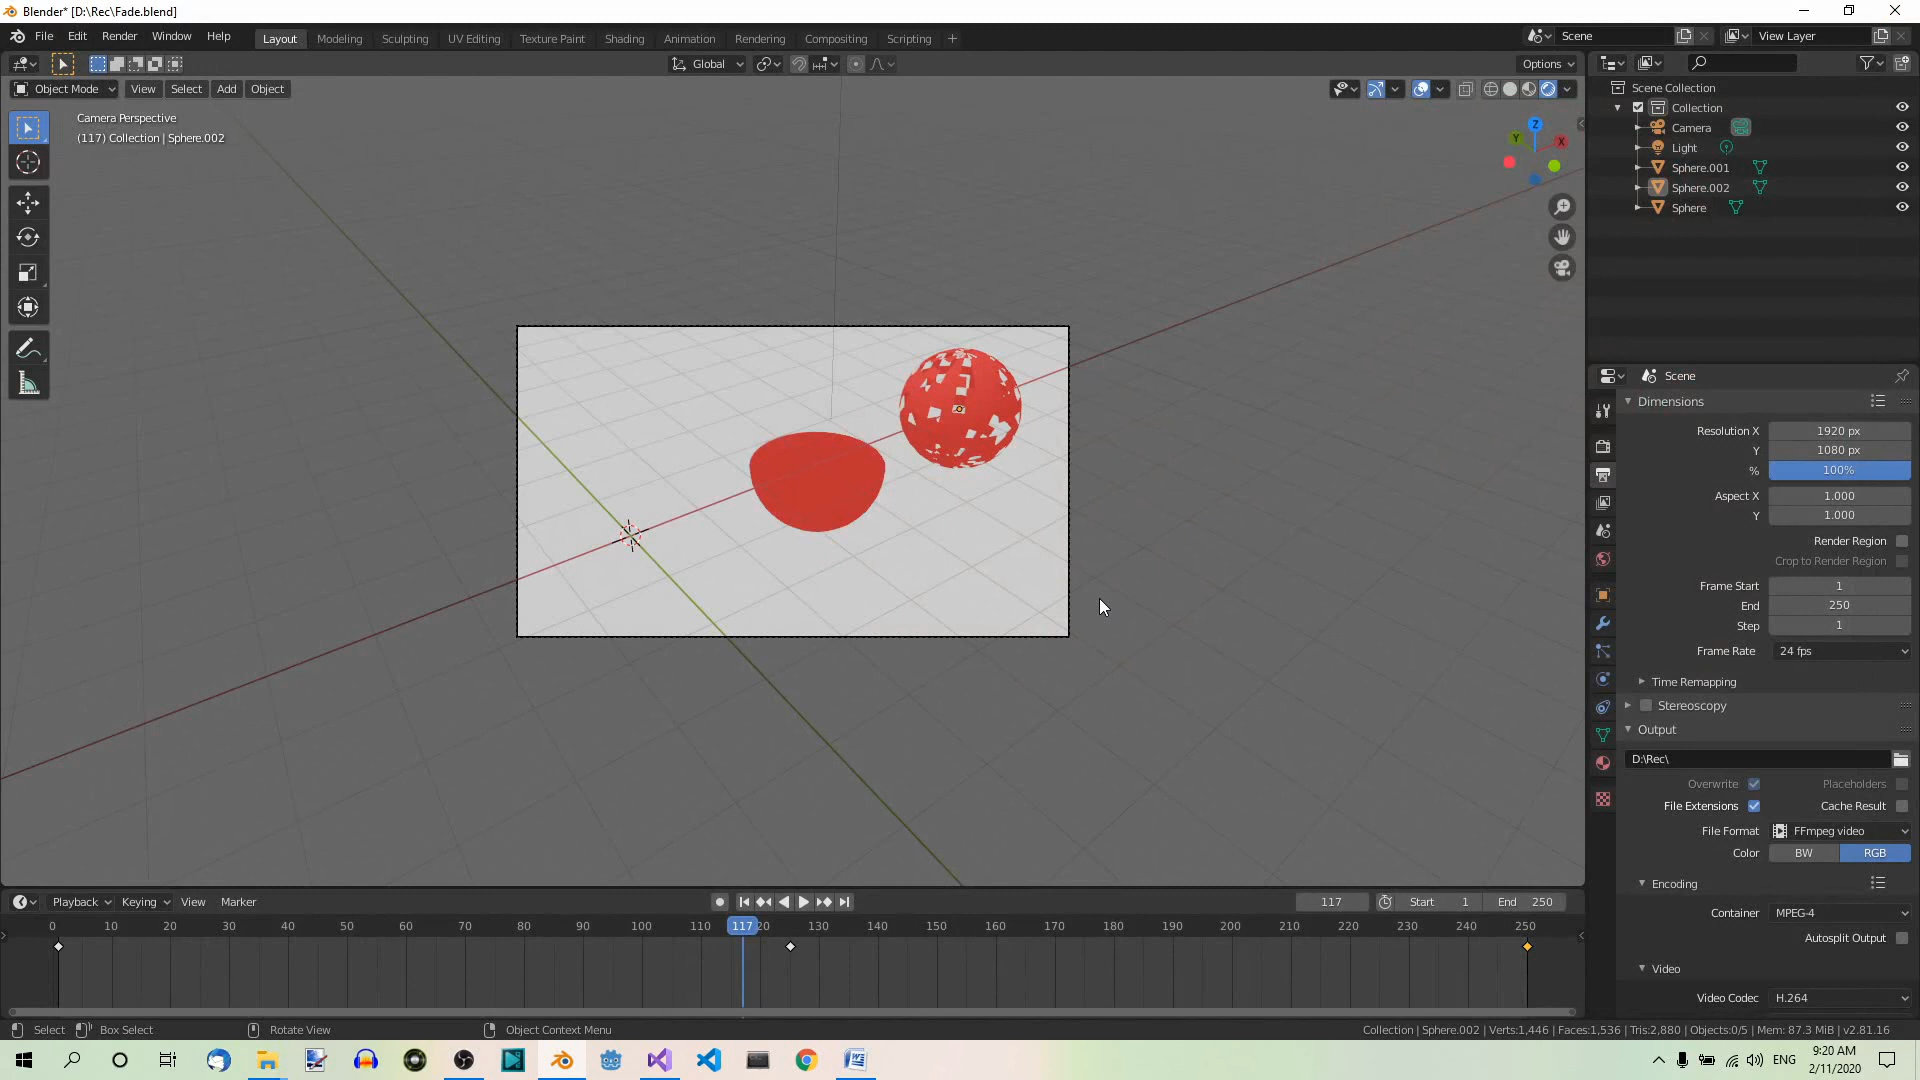 Blender* [D:\Rec\Fade.blend]
File Edit Render Window Help
Layout Modeling Sculpting UV Editing Texture Paint Shading Animation Rendering Compositing Scripting
Scene
View Layer
Global
Options
Object Mode View Select Add Object
Camera Perspective
(117) Collection | Sphere.002
Z
Y
X
Scene Collection
Collection
Camera
Light
Sphere.001
Sphere.002
Sphere
Scene
Dimensions
Resolution X 1920 px
Y 1080 px
% 100%
Aspect X 1.000
Y 1.000
Render Region
Crop to Render Region
Frame Start 1
End 250
Step 1
Frame Rate 24 fps
Time Remapping
Stereoscopy
Output
D:\Rec\
Overwrite Placeholders
File Extensions Cache Result
File Format FFmpeg video
Color BW RGB
Encoding
Container MPEG-4
Autosplit Output
Video
Video Codec H.264
Playback Keying View Marker
117 Start 1 End 250
0 10 20 30 40 50 60 70 80 90 100 110 117 130 140 150 160 170 180 190 200 210 220 230 240 250
Select Box Select Rotate View Object Context Menu
Collection | Sphere.002 | Verts:1,446 | Faces:1,536 | Tris:2,880 | Objects:0/5 | Mem: 87.3 MiB | v2.81.16
ENG
9:20 AM
2/11/2020